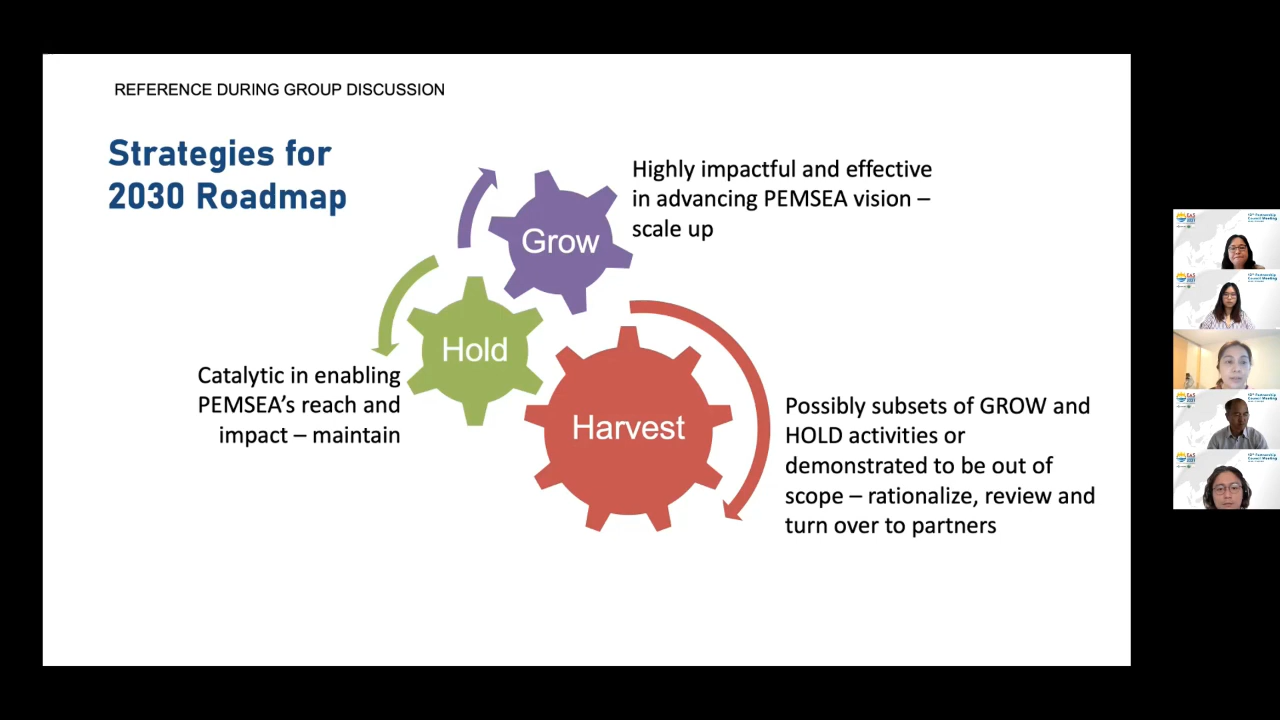 REFERENCE DURING GROUP DISCUSSION
Strategies for
2030 Roadmap
Highly impactful and effective
in advancing PEMSEA vision –
scale up
Grow
Hold
Catalytic in enabling
PEMSEA’s reach and
impact – maintain
Harvest
Possibly subsets of GROW and
HOLD activities or
demonstrated to be out of
scope – rationalize, review and
turn over to partners